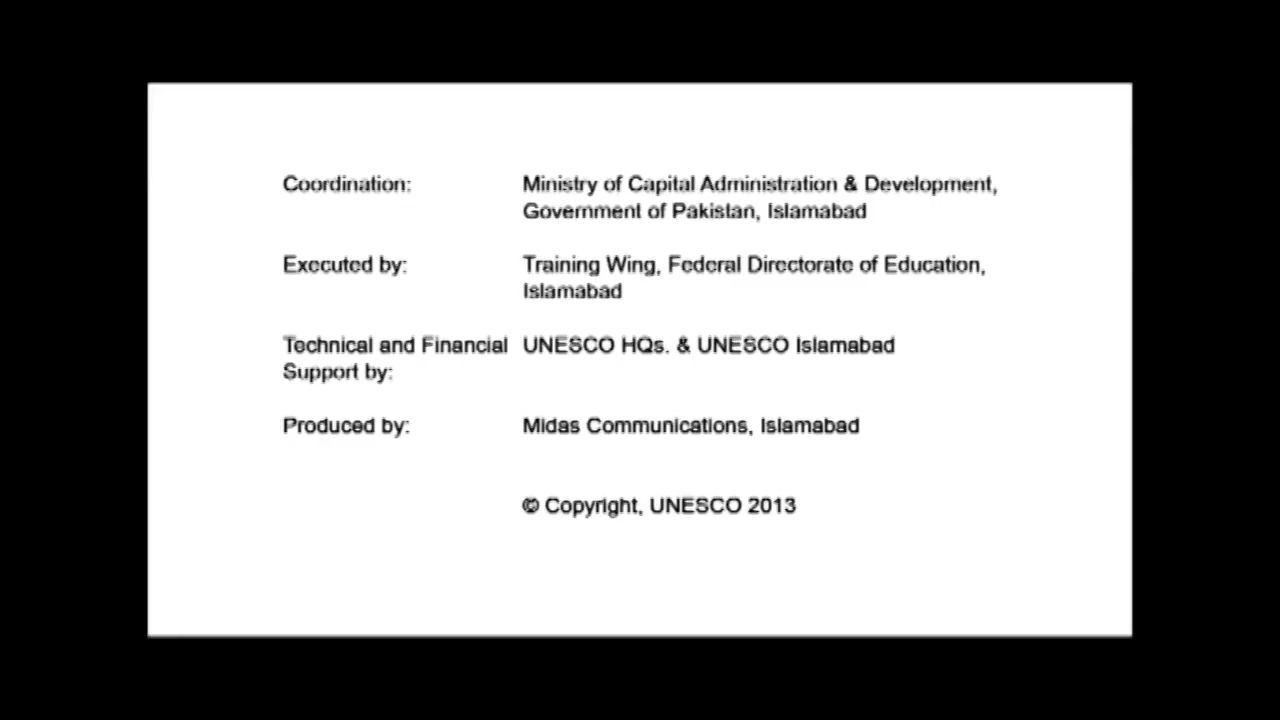 Coordination: Ministry of Capital Administration & Development,
Government of Pakistan, Islamabad
Executed by: Training Wing, Federal Directorate of Education,
Islamabad
Technical and Financial UNESCO HQs. & UNESCO Islamabad
Support by:
Produced by: Midas Communications, Islamabad
© Copyright, UNESCO 2013